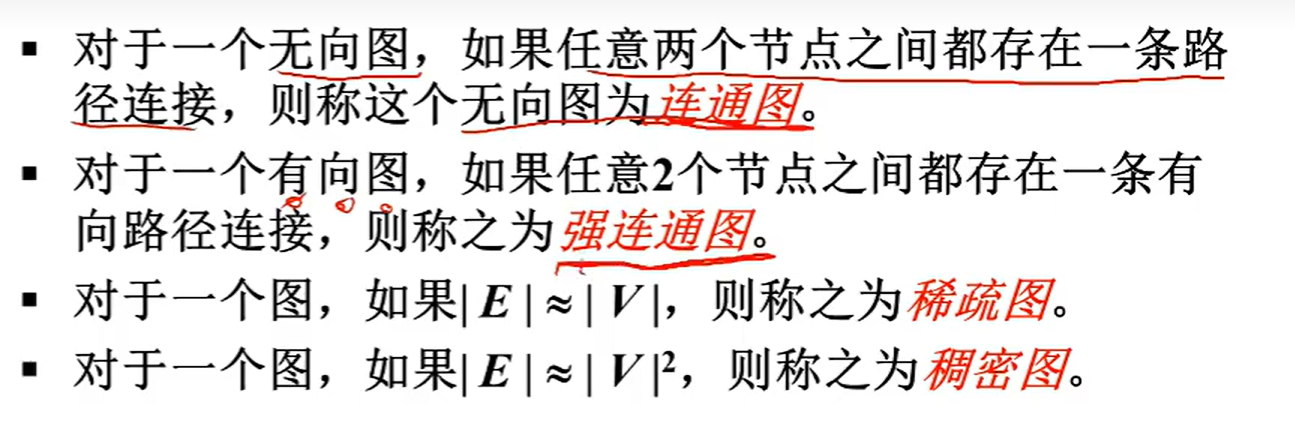 ▪ 对于一个无向图，如果任意两个节点之间都存在一条路
径连接，则称这个无向图为连通图。
▪ 对于一个有向图，如果任意2个节点之间都存在一条有
向路径连接，则称之为强连通图。
▪ 对于一个图，如果| E | ≈ | V |，则称之为稀疏图。
▪ 对于一个图，如果| E | ≈ | V |²，则称之为稠密图。